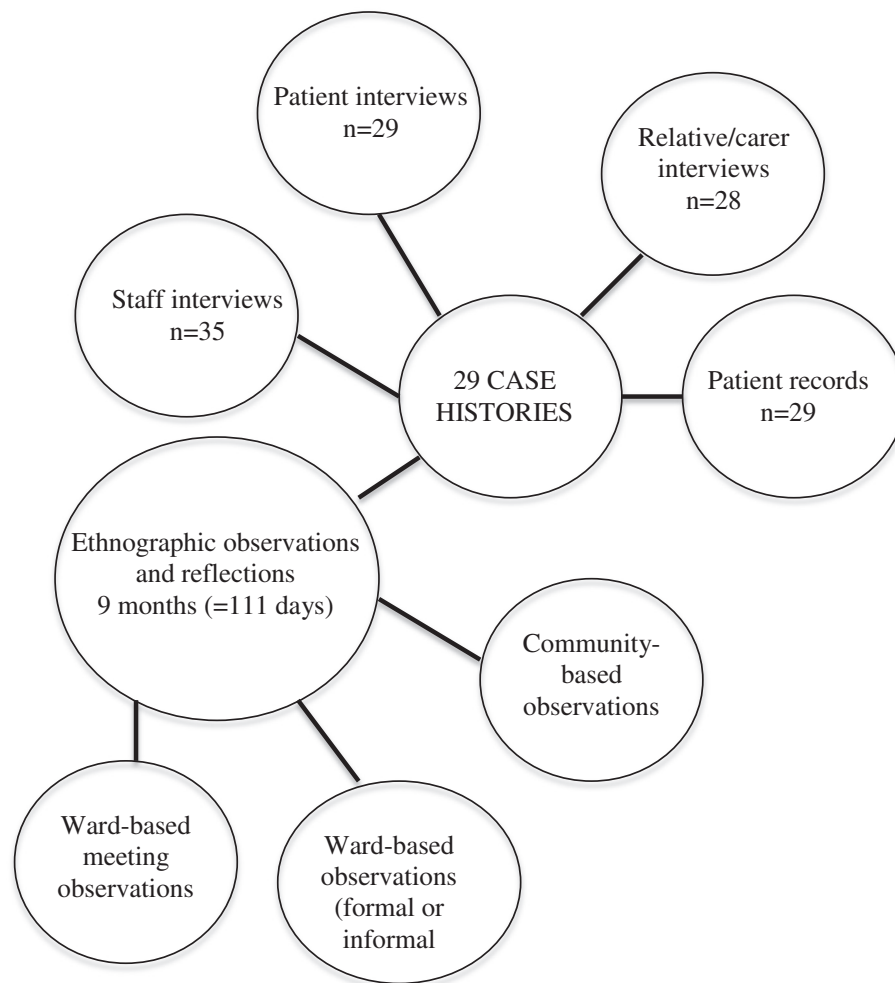 Patient interviews
n=29
Relative/carer
interviews
n=28
Staff interviews
n=35
29 CASE
HISTORIES
Patient records
n=29
Ethnographic observations
and reflections
9 months (=111 days)
Community-
based
observations
Ward-based
meeting
observations
Ward-based
observations
(formal or
informal